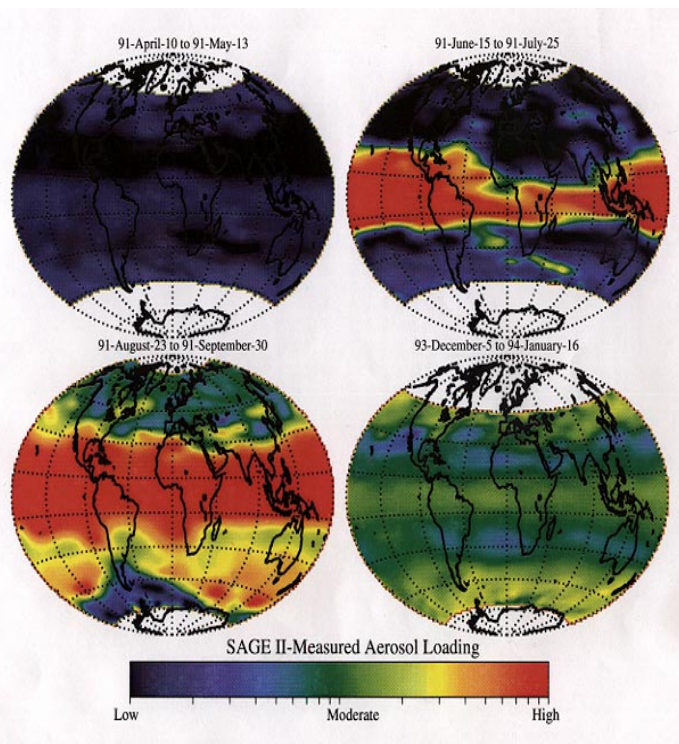 91-April-10 to 91-May-13
91-June-15 to 91-July-25
91-August-23 to 91-September-30
93-December-5 to 94-January-16
SAGE II-Measured Aerosol Loading
Low Moderate High